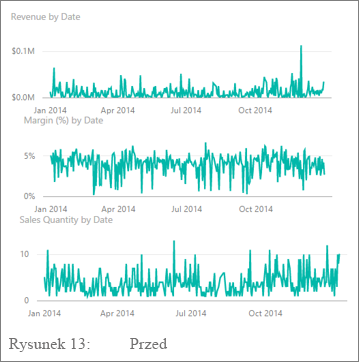 Revenue by Date
$0.1M
$0.0M
Jan 2014 Apr 2014 Jul 2014 Oct 2014
Margin (%) by Date
5%
0%
Jan 2014 Apr 2014 Jul 2014 Oct 2014
Sales Quantity by Date
10
0
Jan 2014 Apr 2014 Jul 2014 Oct 2014
Rysunek 13: Przed